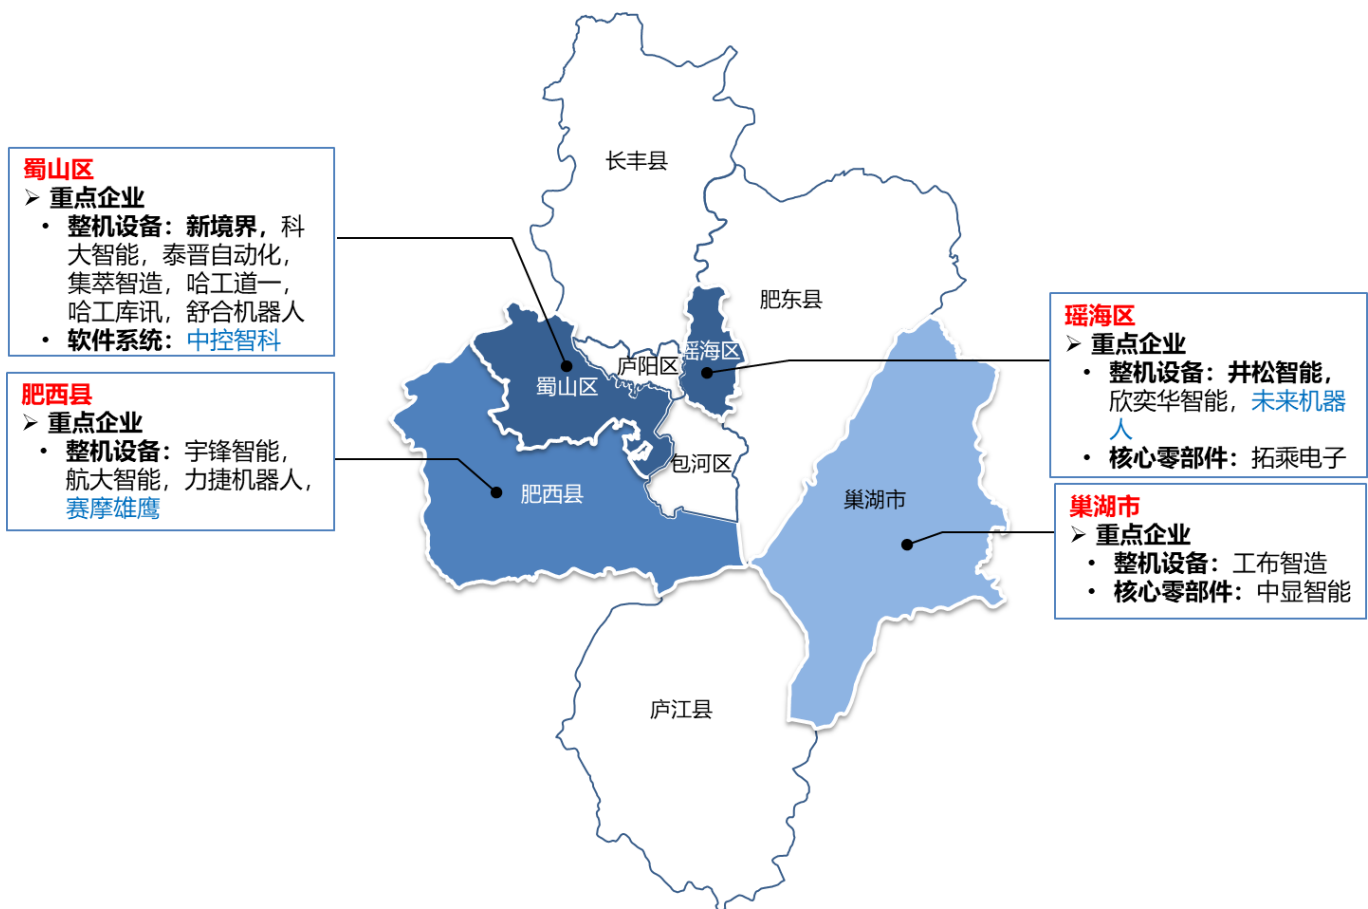 长丰县
蜀山区
➢ 重点企业
• 整机设备：新境界，科
大智能，泰晋自动化，
集萃智造，哈工道一，
哈工库讯，舒合机器人
• 软件系统：中控智科
肥东县
瑶海区
➢ 重点企业
• 整机设备：井松智能，
欣奕华智能，未来机器
人
• 核心零部件：拓乘电子
瑶海区
庐阳区
蜀山区
肥西县
➢ 重点企业
• 整机设备：宇锋智能，
航大智能，力捷机器人，
赛摩雄鹰
包河区
肥西县
巢湖市
巢湖市
➢ 重点企业
• 整机设备：工布智造
• 核心零部件：中显智能
庐江县